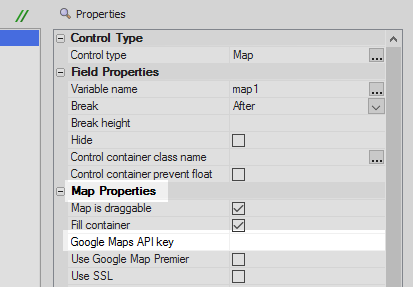 // Properties
Control Type
Control type Map ...
Field Properties
Variable name map1 ...
Break After
Break height
Hide
Control container class name ...
Control container prevent float
Map Properties
Map is draggable
Fill container
Google Maps API key
Use Google Map Premier
Use SSL